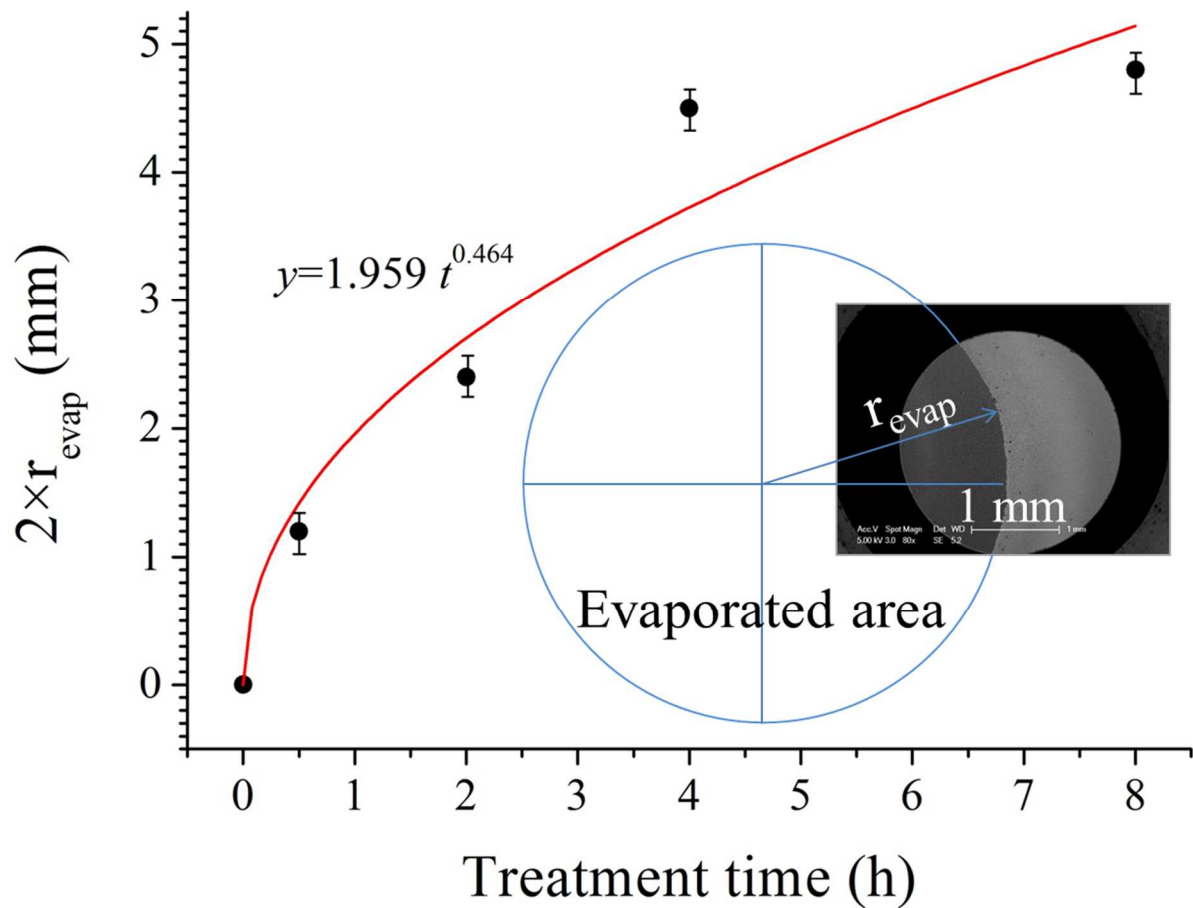 5
4
3
2
1
0
2×r_evap (mm)
y=1.959 t^0.464
r_evap
1 mm
Acc.V Spot Magn Det WD 1 mm
5.00 kV 3.0 80x SE 5.2
Evaporated area
0 1 2 3 4 5 6 7 8
Treatment time (h)